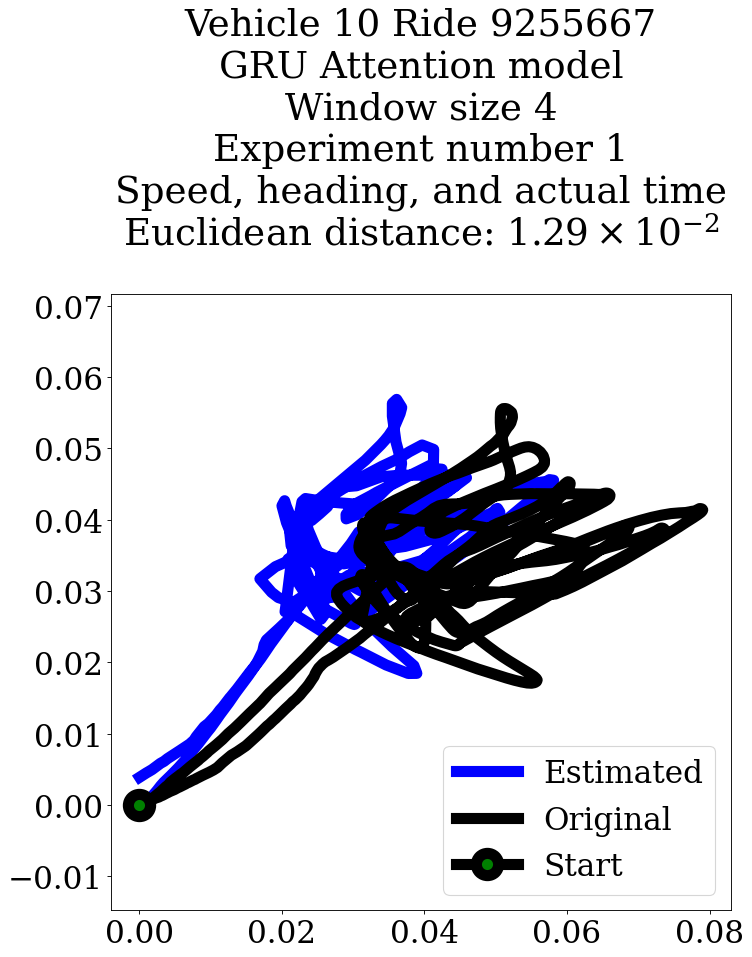 Vehicle 10 Ride 9255667
GRU Attention model
Window size 4
Experiment number 1
Speed, heading, and actual time
Euclidean distance: 1.29 × 10⁻²
0.07
0.06
0.05
0.04
0.03
0.02
0.01
0.00
−0.01
Estimated
Original
Start
0.00 0.02 0.04 0.06 0.08